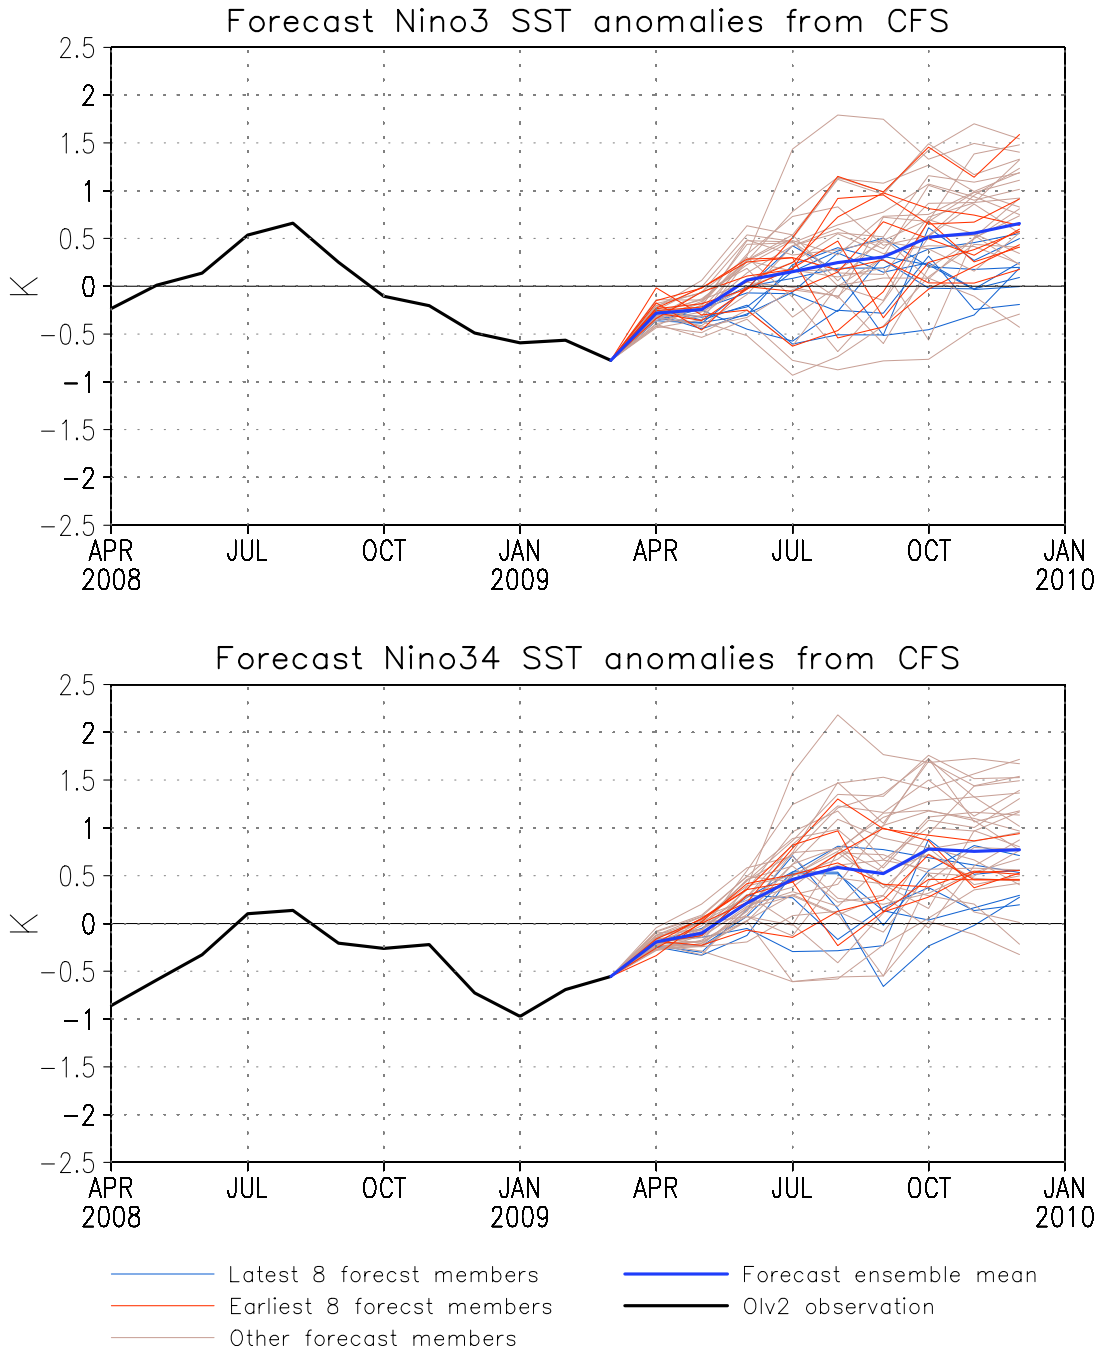 Forecast Nino3 SST anomalies from CFS
2.5
2
1.5
1
0.5
0
-0.5
-1
-1.5
-2
-2.5
K
APR JUL OCT JAN APR JUL OCT JAN
2008 2009 2010
Forecast Nino34 SST anomalies from CFS
2.5
2
1.5
1
0.5
0
-0.5
-1
-1.5
-2
-2.5
K
APR JUL OCT JAN APR JUL OCT JAN
2008 2009 2010
Latest 8 forecst members
Earliest 8 forecst members
Other forecast members
Forecast ensemble mean
OIv2 observation